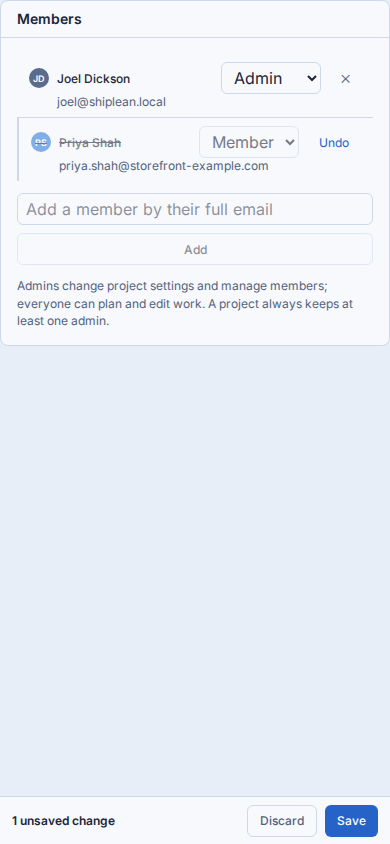 Members
JD Joel Dickson Admin ×
joel@shiplean.local
PS Priya Shah Member Undo
priya.shah@storefront-example.com
Add a member by their full email
Add
Admins change project settings and manage members;
everyone can plan and edit work. A project always keeps at
least one admin.
1 unsaved change Discard Save